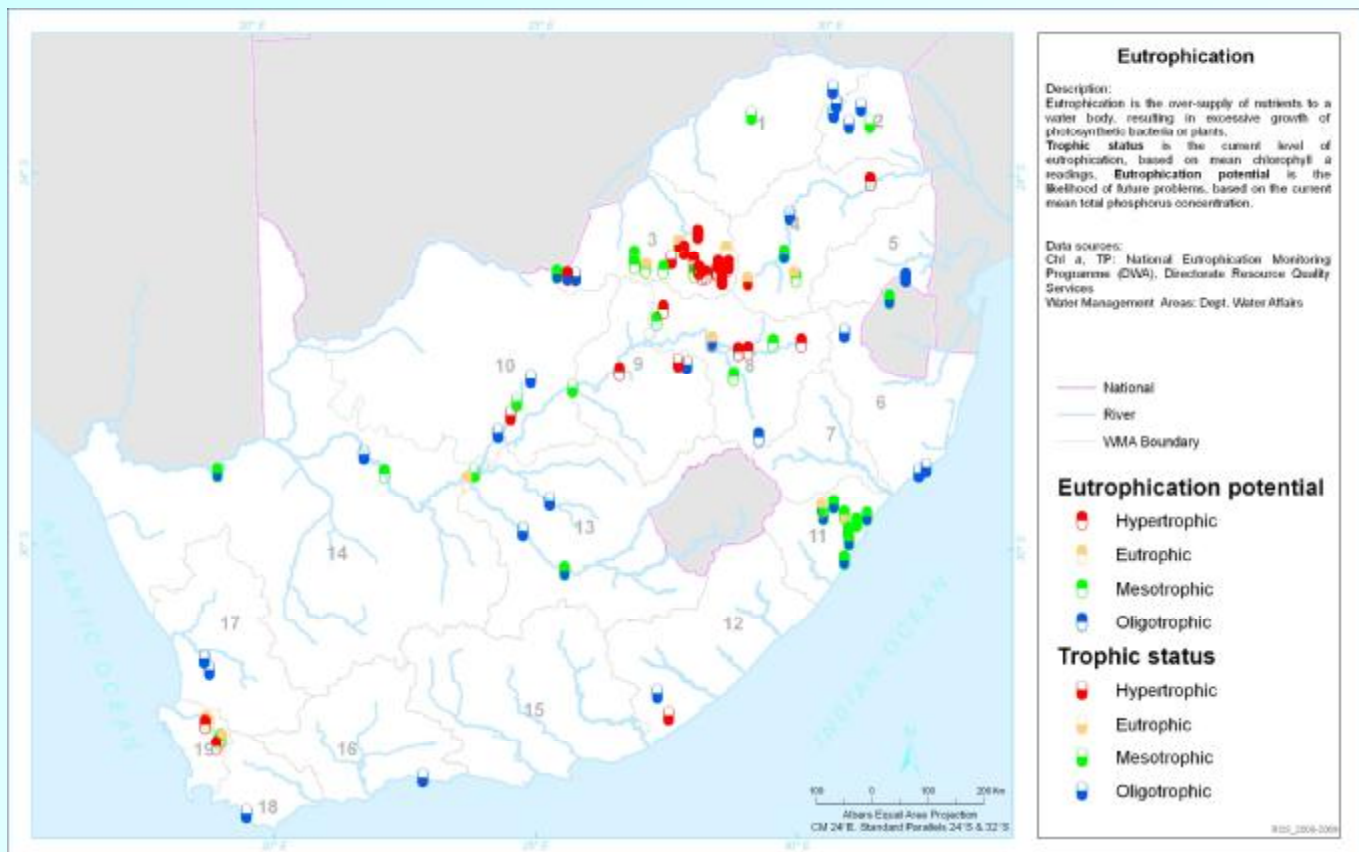 Eutrophication
Description:
Eutrophication is the over-supply of nutrients to a
water body, resulting in excessive growth of
photosynthetic bacteria or plants.
Trophic status is the current level of
eutrophication, based on mean chlorophyll a
readings. Eutrophication potential is the
likelihood of future problems, based on the current
mean total phosphorus concentration.
Data sources:
Chl a, TP: National Eutrophication Monitoring
Programme (DWA), Directorate Resource Quality
Services
Water Management Areas: Dept. Water Affairs
National
River
WMA Boundary
Eutrophication potential
Hypertrophic
Eutrophic
Mesotrophic
Oligotrophic
Trophic status
Hypertrophic
Eutrophic
Mesotrophic
Oligotrophic
1
2
3
4
5
10
9
8
6
7
13
14
11
12
17
15
16
19
18
ATLANTIC OCEAN
INDIAN OCEAN
100 0 100 200 Km
Albers Equal Area Projection
CM 24°E, Standard Parallels 24°S & 32°S